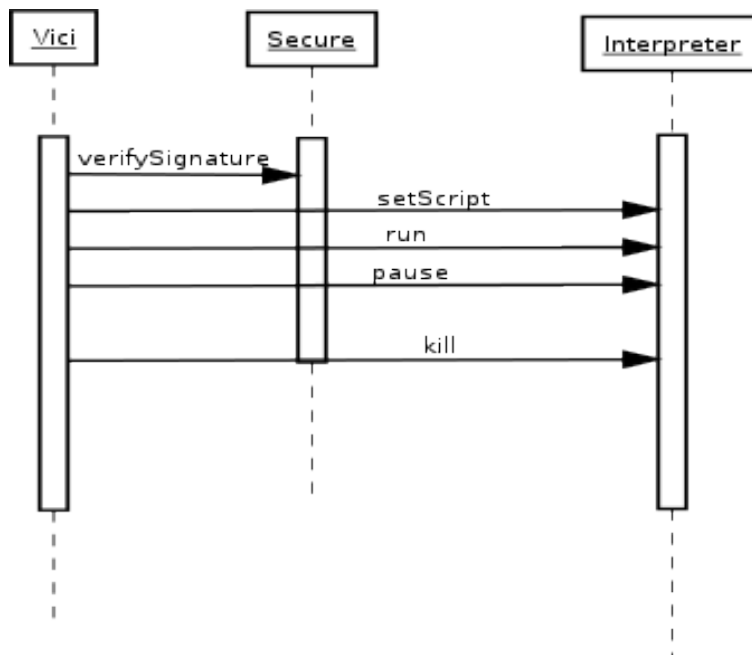 Vici
Secure
Interpreter
verifySignature
setScript
run
pause
kill